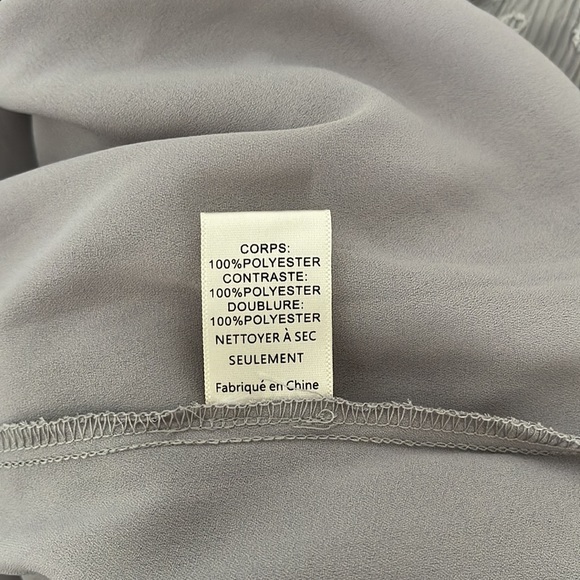 CORPS:
100%POLYESTER
CONTRASTE:
100%POLYESTER
DOUBLURE:
100%POLYESTER
NETTOYER À SEC
SEULEMENT
Fabriqué en Chine